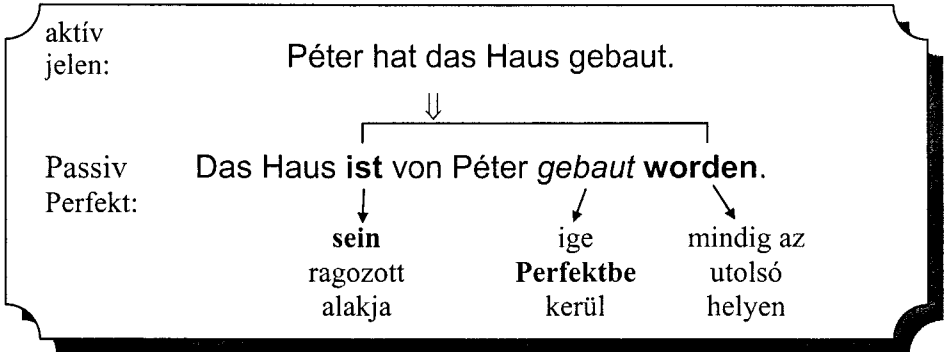 aktív
jelen:
Péter hat das Haus gebaut.
⇓
Passiv
Perfekt:
Das Haus ist von Péter gebaut worden.
sein
ragozott
alakja
ige
Perfektbe
kerül
mindig az
utolsó
helyen